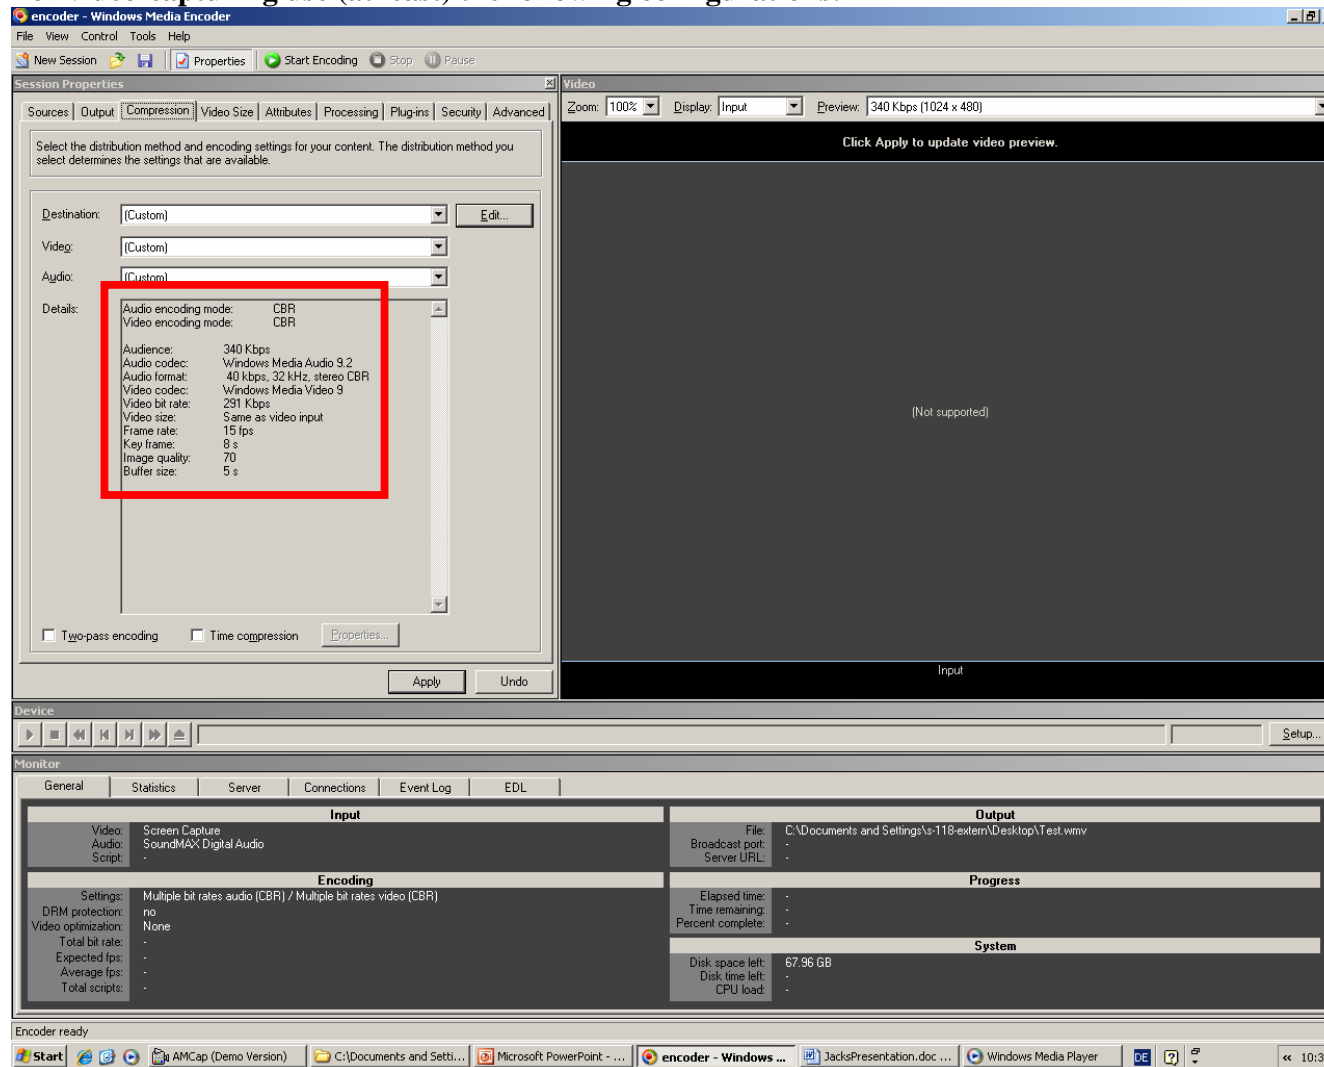 encoder - Windows Media Encoder
File View Control Tools Help
New Session Properties Start Encoding Stop Pause
Session Properties
Sources Output Compression Video Size Attributes Processing Plug-ins Security Advanced
Select the distribution method and encoding settings for your content. The distribution method you
select determines the settings that are available.
Destination: (Custom) Edit...
Video: (Custom)
Audio: (Custom)
Details:
Audio encoding mode: CBR
Video encoding mode: CBR
Audience: 340 Kbps
Audio codec: Windows Media Audio 9.2
Audio format: 40 kbps, 32 kHz, stereo CBR
Video codec: Windows Media Video 9
Video bit rate: 291 Kbps
Video size: Same as video input
Frame rate: 15 fps
Key frame: 8 s
Image quality: 70
Buffer size: 5 s
Two-pass encoding Time compression Properties...
Apply Undo
Video
Zoom: 100% Display: Input Preview: 340 Kbps (1024 x 480)
Click Apply to update video preview.
(Not supported)
Input
Device
Setup...
Monitor
General Statistics Server Connections Event Log EDL
Input
Video: Screen Capture
Audio: SoundMAX Digital Audio
Script: -
Encoding
Settings: Multiple bit rates audio (CBR) / Multiple bit rates video (CBR)
DRM protection: no
Video optimization: None
Total bit rate: -
Expected fps: -
Average fps: -
Total scripts: -
Output
File: C:\Documents and Settings\s-118-extern\Desktop\Test.wmv
Broadcast port: -
Server URL: -
Progress
Elapsed time: -
Time remaining: -
Percent complete: -
System
Disk space left: 67.96 GB
Disk time left: -
CPU load: -
Encoder ready
Start AMCap (Demo Version) C:\Documents and Setti... Microsoft PowerPoint - ... encoder - Windows ... JacksPresentation.doc ... Windows Media Player DE « 10:3